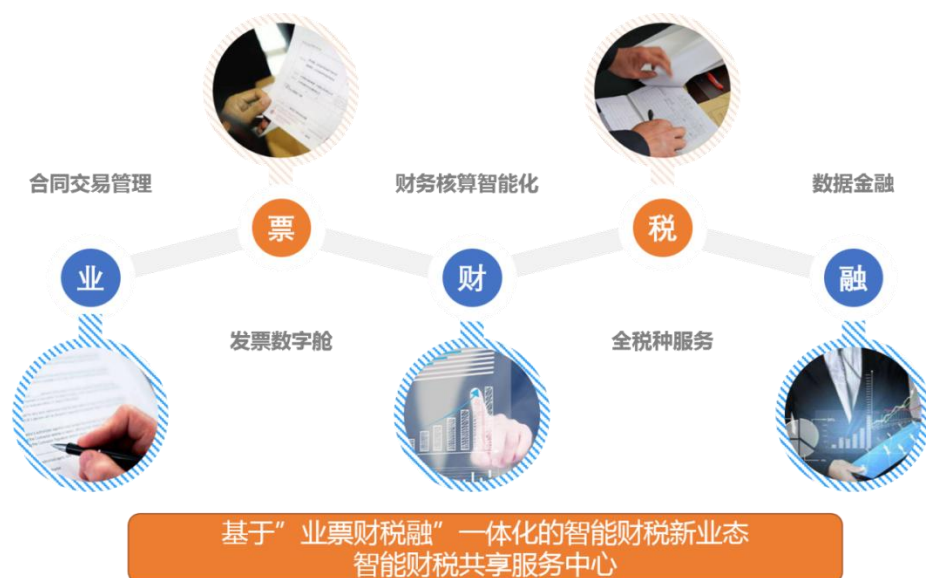 合同交易管理
财务核算智能化
数据金融
票
税
业
财
融
发票数字舱
全税种服务
基于”业票财税融”一体化的智能财税新业态
智能财税共享服务中心